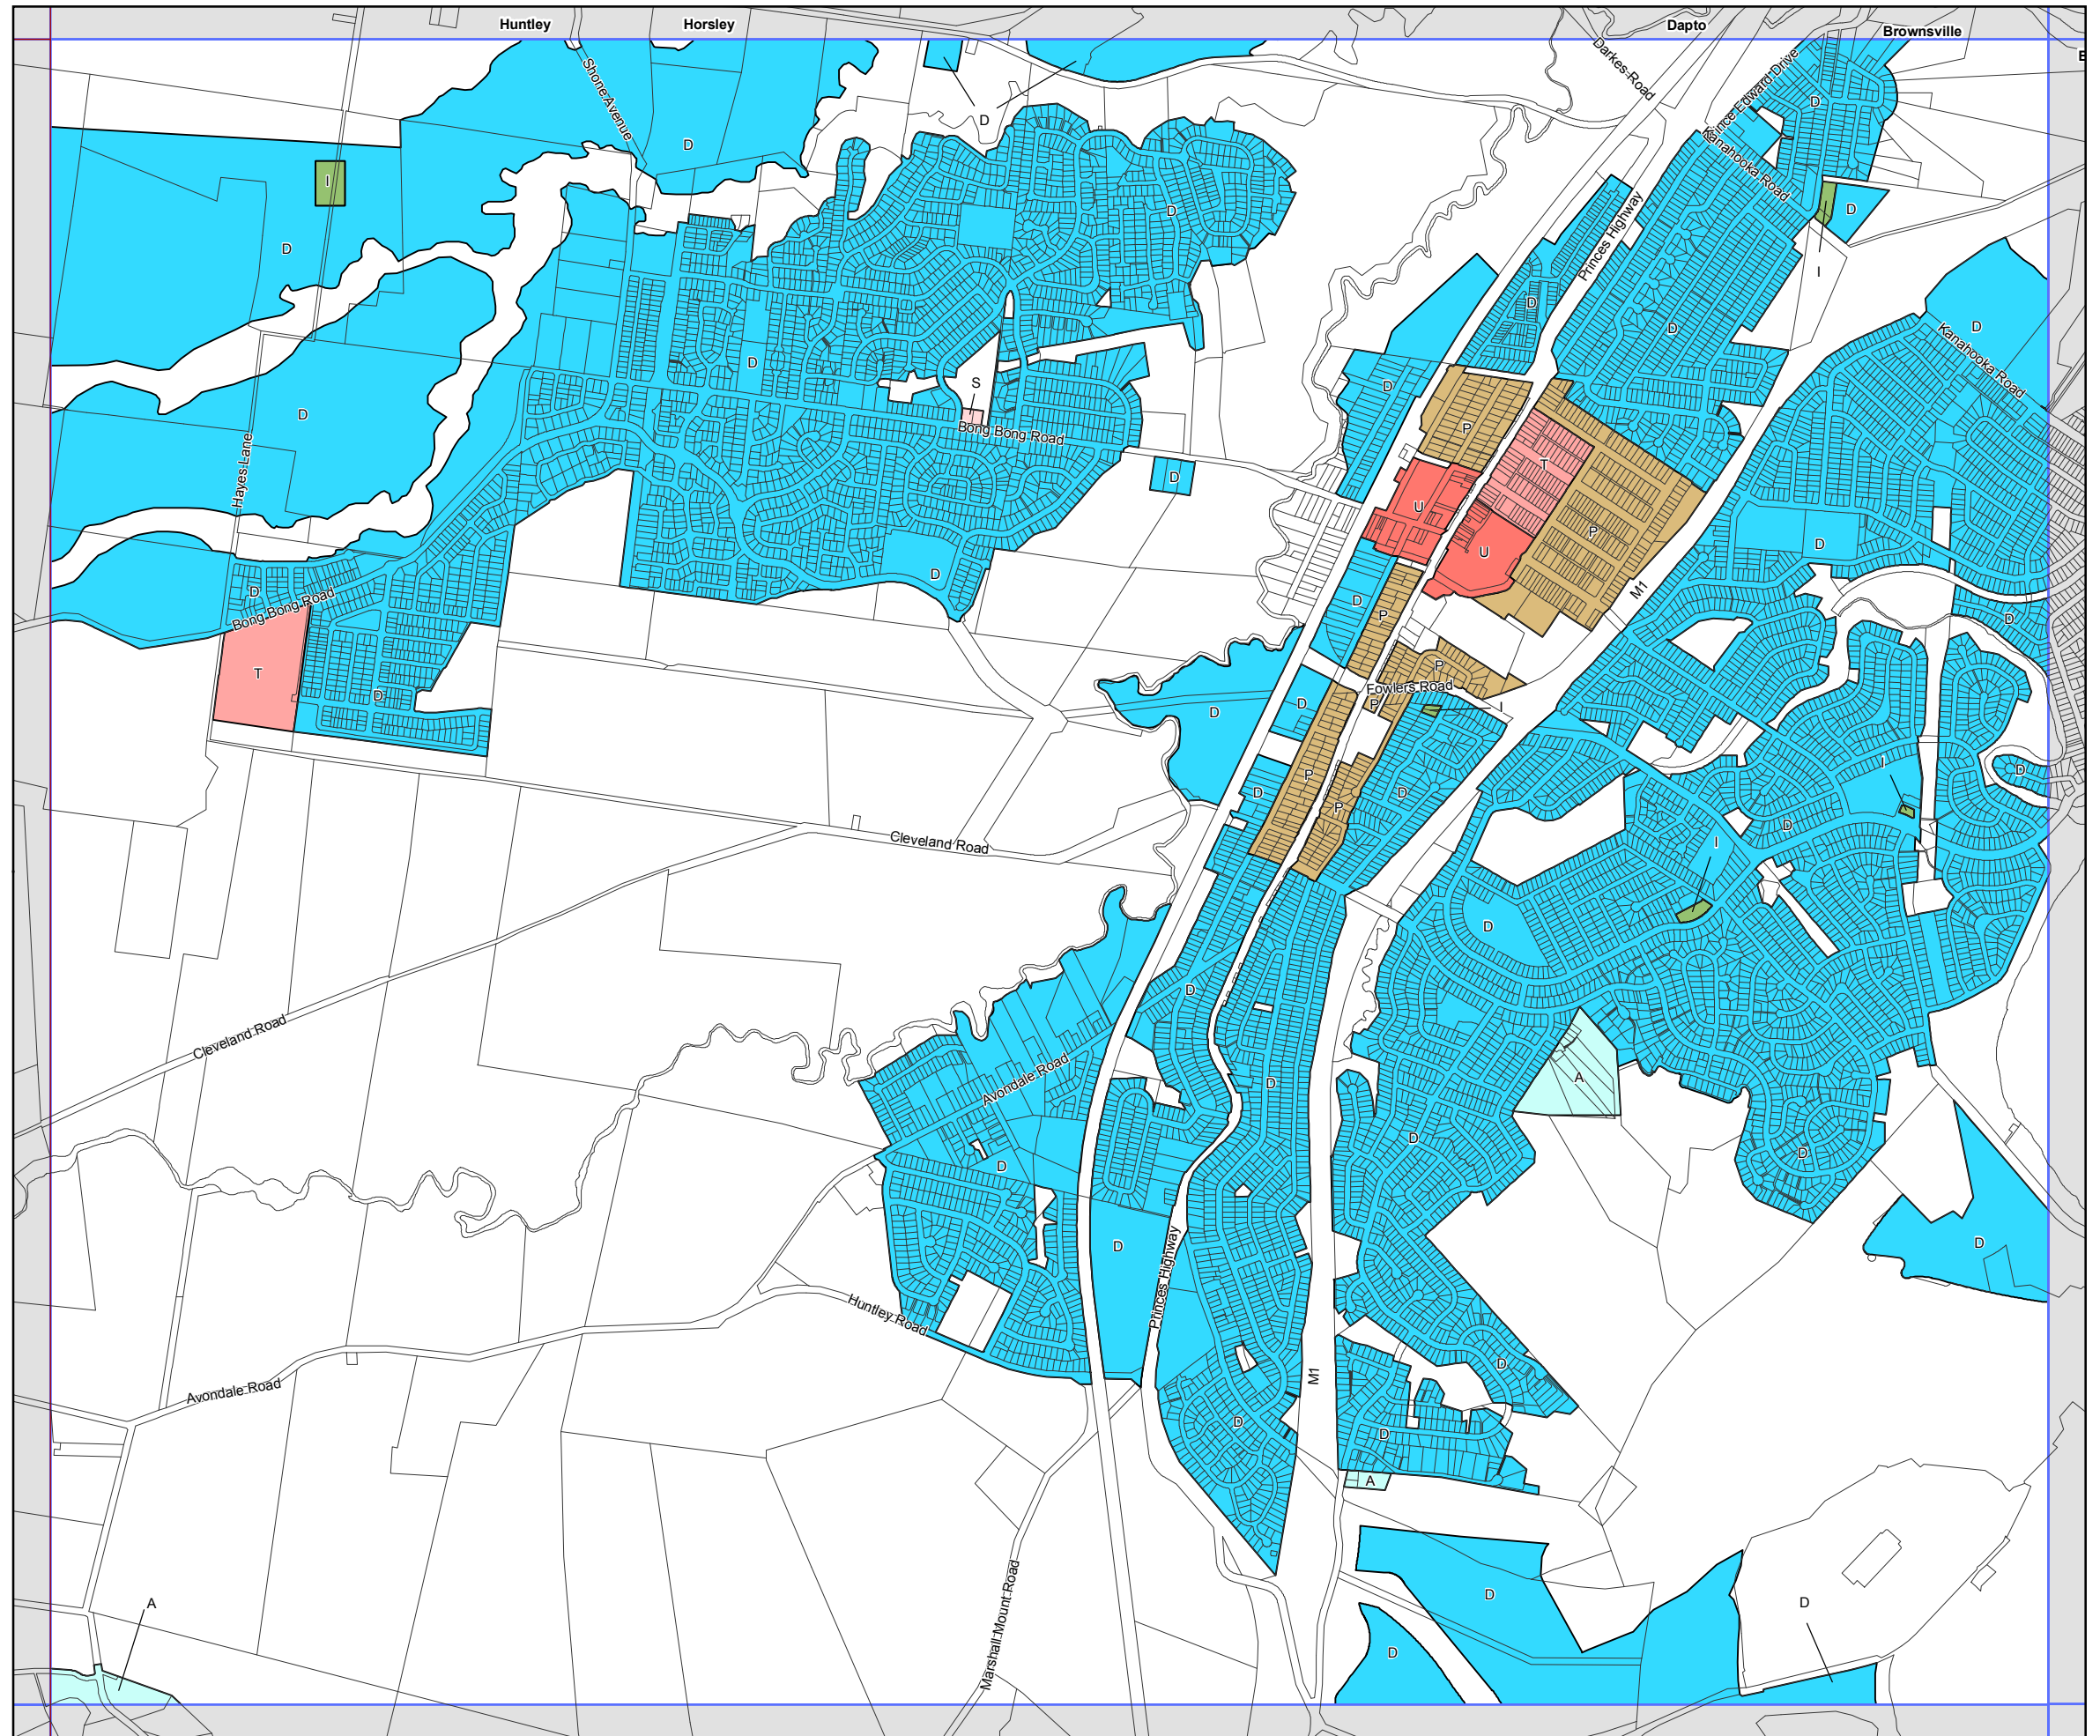 Huntley
Horsley
Dapto
Brownsville
Shone Avenue
Darkes Road
Prince Edward Drive
D
D
D
I
Kanahooka Road
D
D
D
I
Princes Highway
D
D
D
D
Kanahooka Road
D
D
S
D
P
Bong Bong Road
T
Hayes Lane
D
U
P
D
U
D
D
M1
D
D
Bong Bong Road
P
D
P
T
D
Fowlers Road
D
D
P
I
P
D
D
I
D
P
D
Cleveland Road
I
D
D
D
Cleveland Road
Avondale Road
D
A
D
D
D
D
D
Princes Highway
Huntley Road
D
M1
Avondale Road
D
D
A
Marshall Mount Road
D
A
D
D